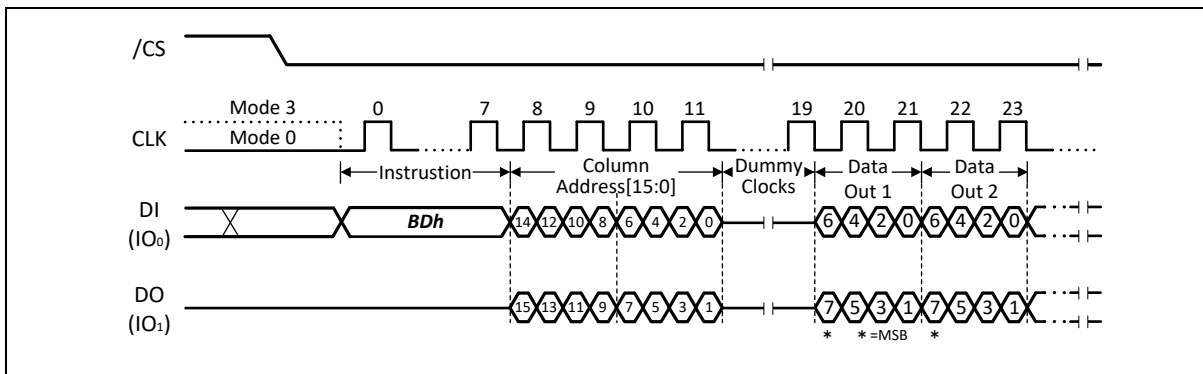 /CS
Mode 3 0 7 8 9 10 11 19 20 21 22 23
CLK Mode 0
Instrustion Column Dummy Data Data
Address[15:0] Clocks Out 1 Out 2
DI BDh 14 12 10 8 6 4 2 0 6 4 2 0 6 4 2 0
(IO0)
DO 15 13 11 9 7 5 3 1 7 5 3 1 7 5 3 1
(IO1)
* * =MSB *